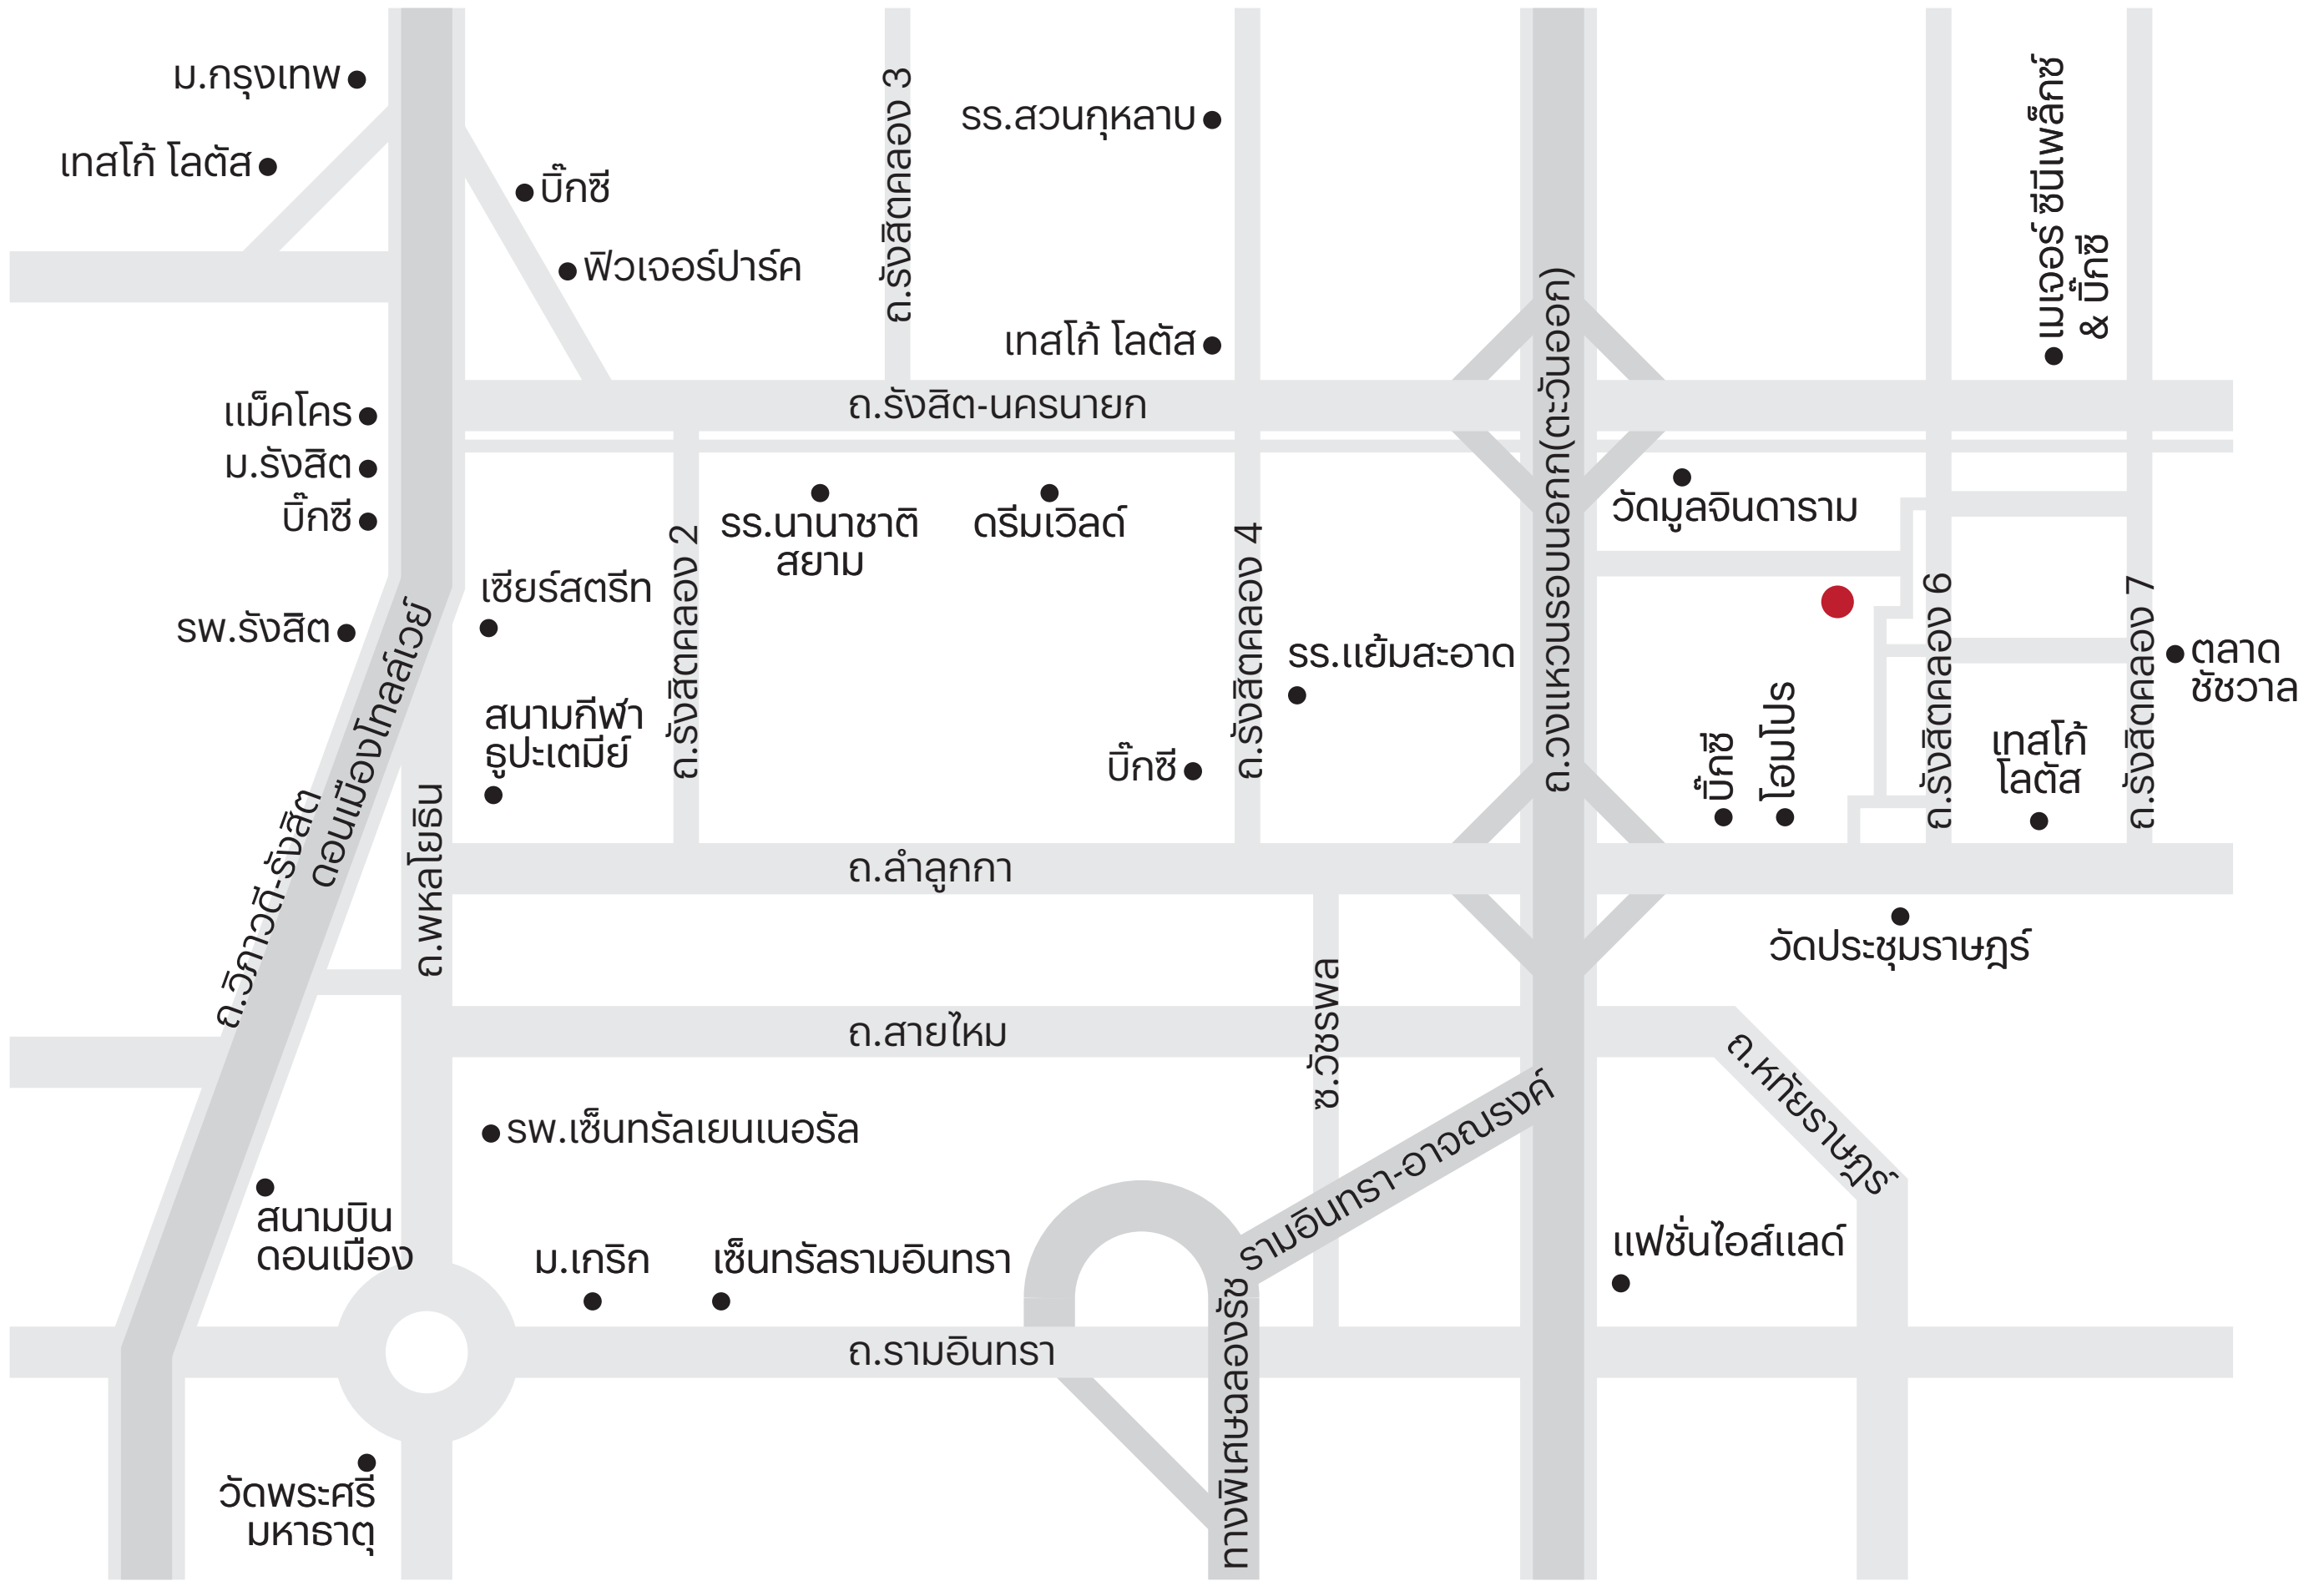 ม.กรุงเทพ
เทสโก้ โลตัส
บิ๊กซี
ฟิวเจอร์ปาร์ค
ถ.รังสิตคลอง 3
รร.สวนกุหลาบ
เทสโก้ โลตัส
เมเจอร์ ซีนีเพล็กซ์
& บิ๊กซี
ถ.รังสิต-นครนายก
แม็คโคร
ม.รังสิต
บิ๊กซี
รพ.รังสิต
เซียร์สตรีท
สนามกีฬา
ธูปะเตมีย์
ถ.รังสิตคลอง 2
รร.นานาชาติ
สยาม
ดรีมเวิลด์
ถ.รังสิตคลอง 4
รร.แย้มสะอาด
บิ๊กซี
ถ.วงแหวนรอบนอก(ตะวันออก)
วัดมูลจินดาราม
บิ๊กซี
โฮมโปร
ถ.รังสิตคลอง 6
เทสโก้
โลตัส
ถ.รังสิตคลอง 7
ตลาด
ชัชวาล
ถ.วิภาวดี-รังสิต
ดอนเมืองโทลล์เวย์
ถ.พหลโยธิน
ถ.ลำลูกกา
วัดประชุมราษฎร์
ถ.สายไหม
ซ.วัชรพล
ถ.หทัยราษฎร์
รพ.เซ็นทรัลเยนเนอรัล
รามอินทรา-อาจณรงค์
สนามบิน
ดอนเมือง
ม.เกริก
เซ็นทรัลรามอินทรา
แฟชั่นไอส์แลด์
ถ.รามอินทรา
ทางพิเศษฉลองรัช
วัดพระศรี
มหาธาตุ